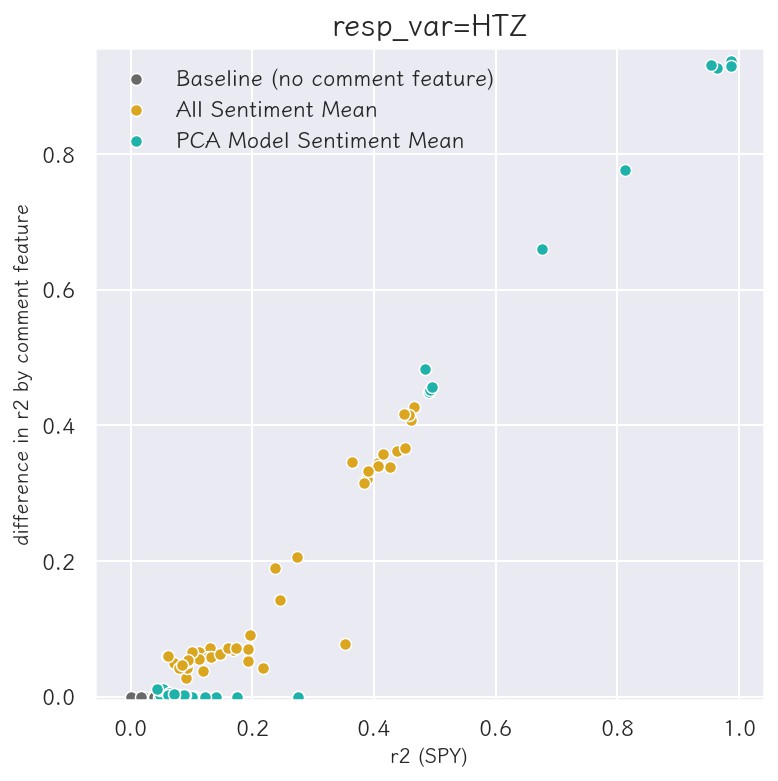 resp_var=HTZ
Baseline (no comment feature)
All Sentiment Mean
PCA Model Sentiment Mean
difference in r2 by comment feature
0.8
0.6
0.4
0.2
0.0
0.0 0.2 0.4 0.6 0.8 1.0
r2 (SPY)